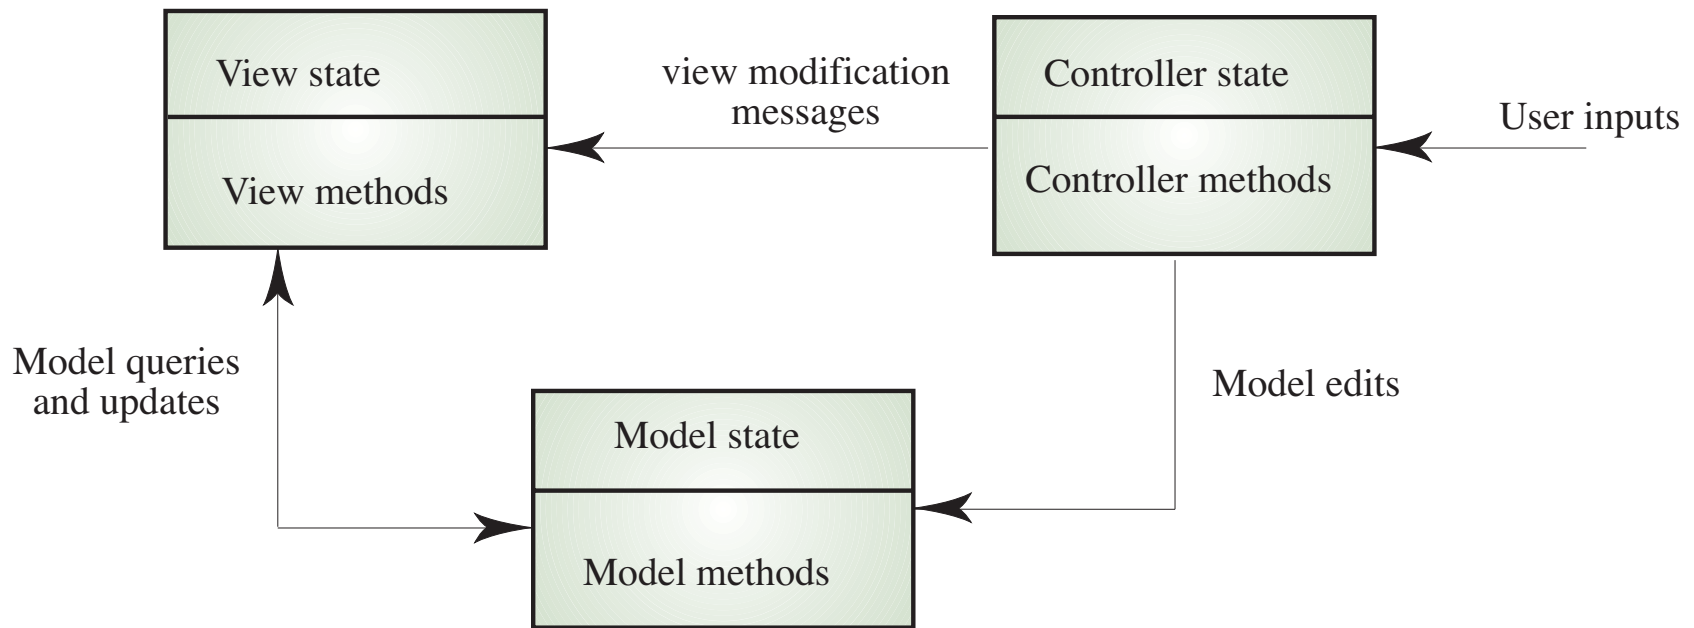 View state
View methods
view modification
messages
Controller state
Controller methods
User inputs
Model queries
and updates
Model state
Model methods
Model edits